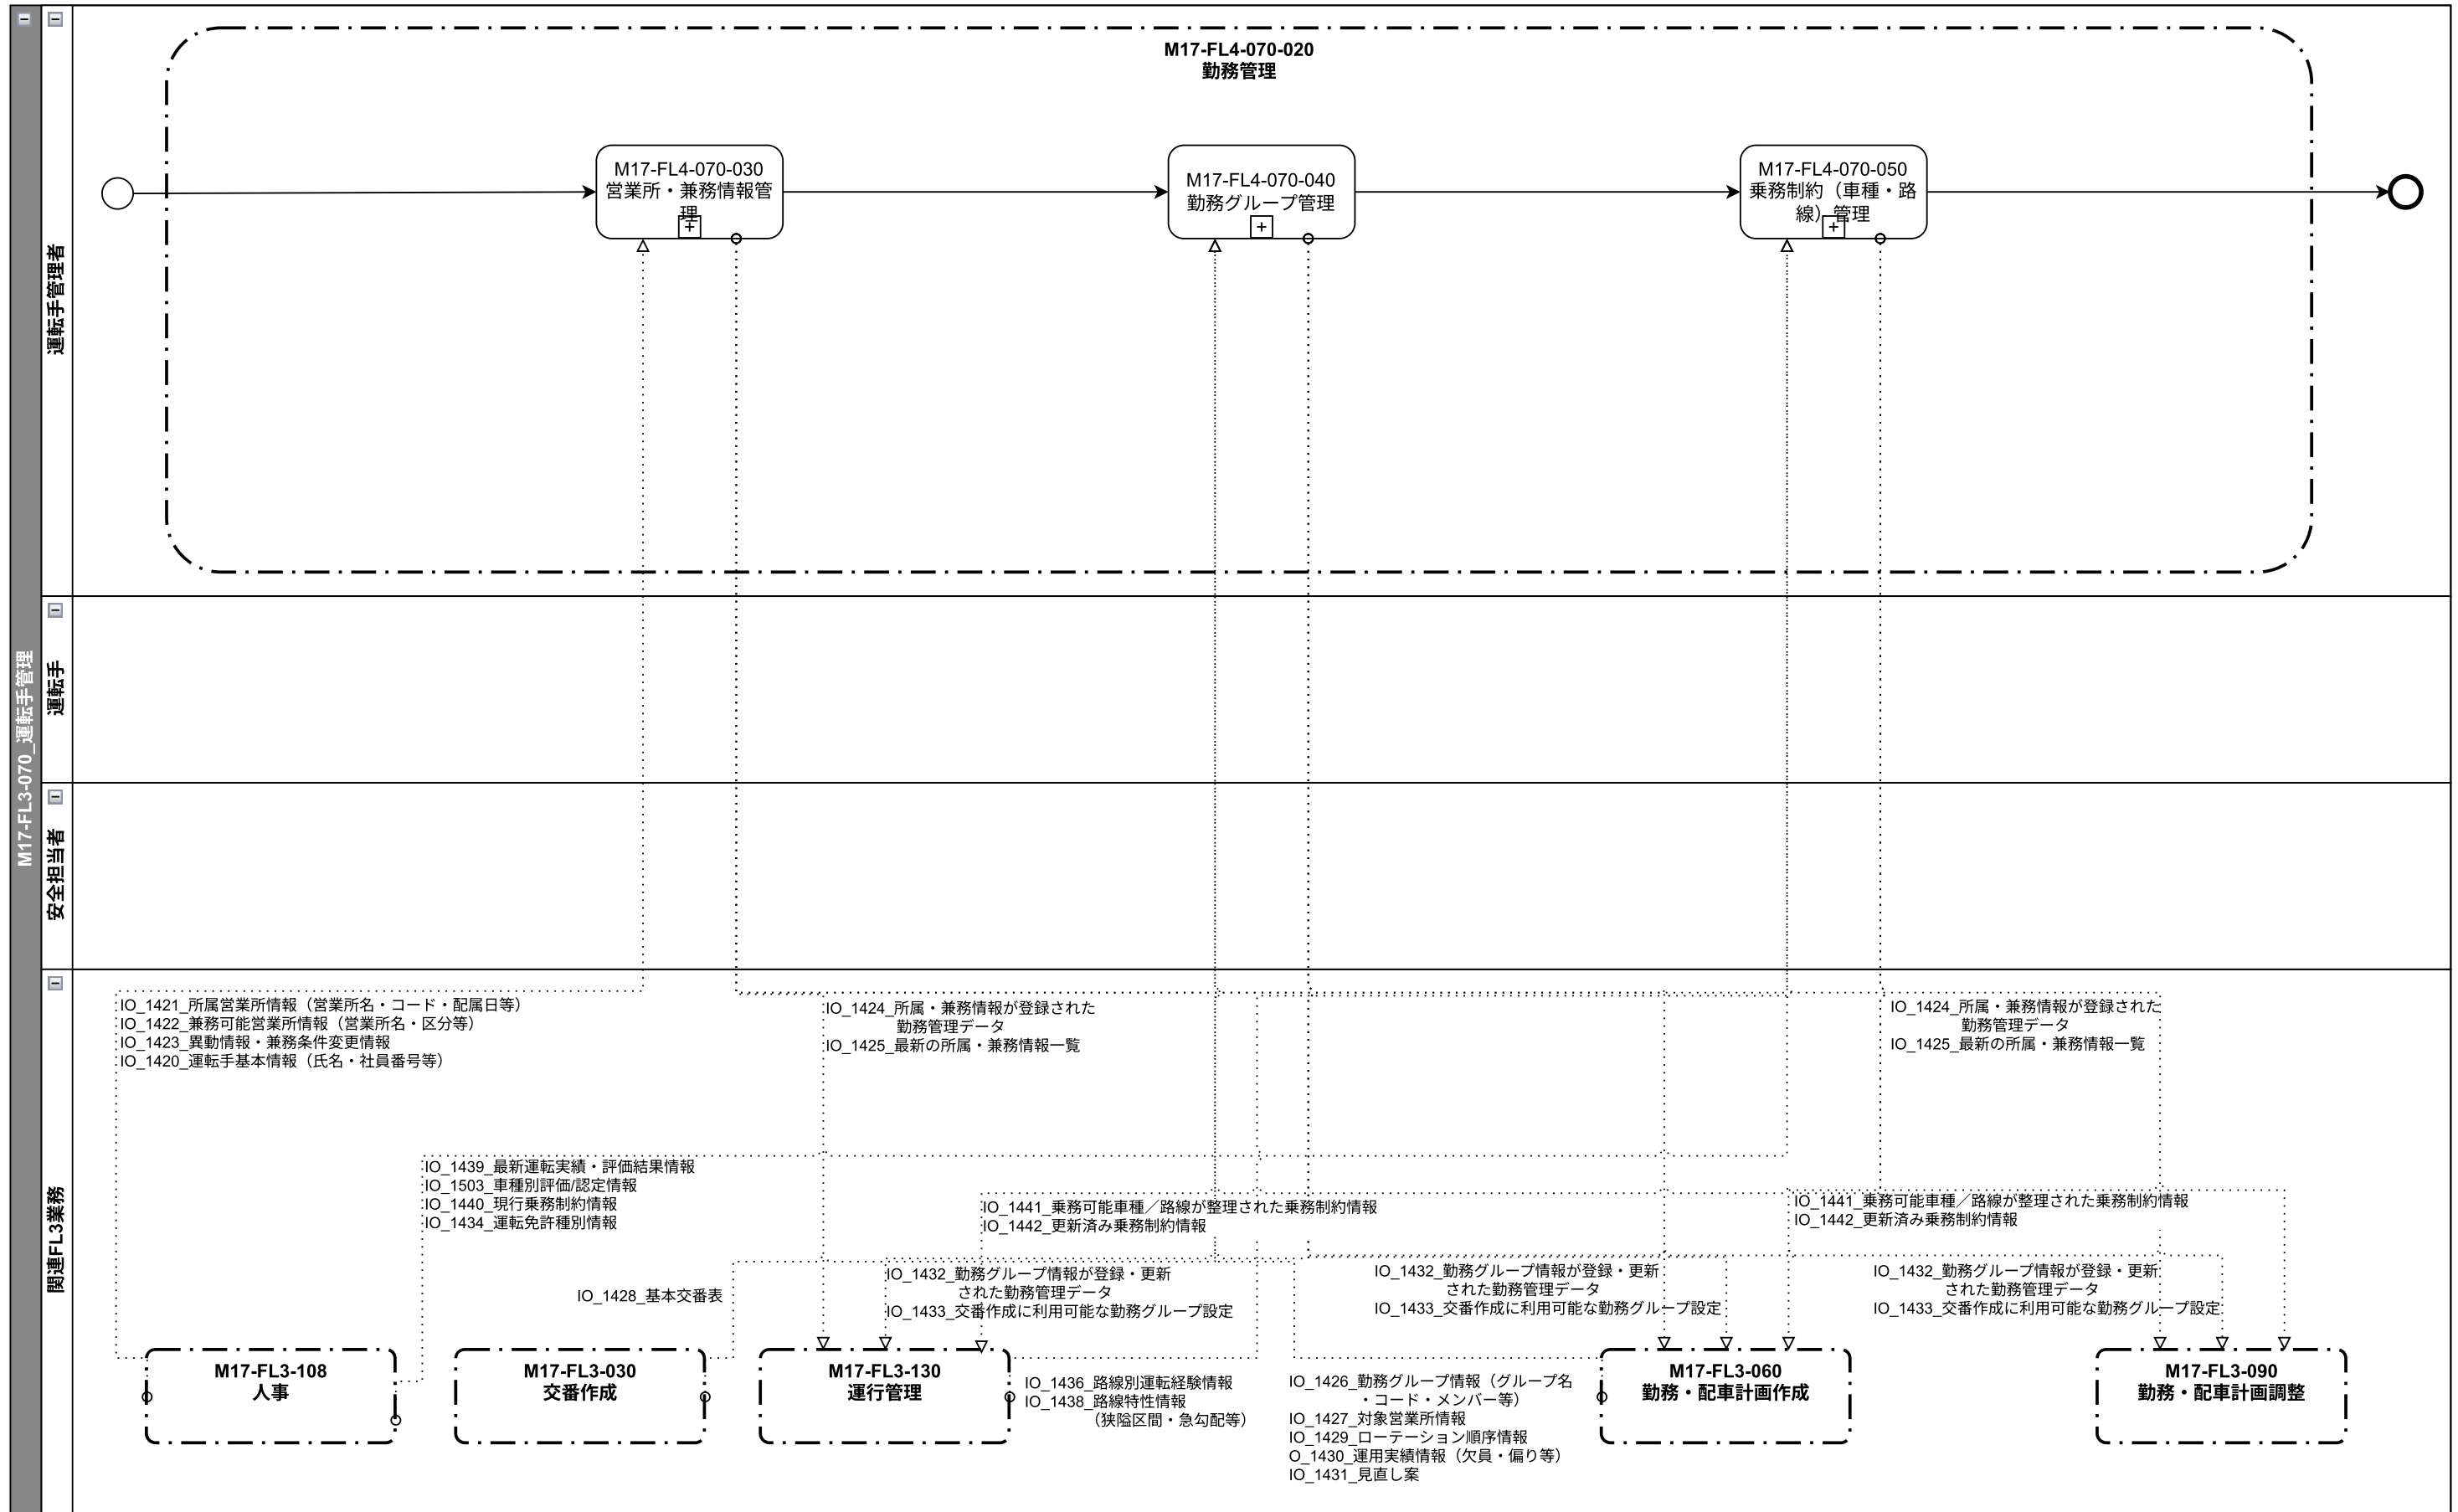 M17-FL3-070_運転手管理
運転手管理者
M17-FL4-070-020
勤務管理
M17-FL4-070-030
営業所・兼務情報管
理
M17-FL4-070-040
勤務グループ管理
M17-FL4-070-050
乗務制約（車種・路
線）管理
運転手
安全担当者
関連FL3業務
IO_1421_所属営業所情報（営業所名・コード・配属日等）
IO_1422_兼務可能営業所情報（営業所名・区分等）
IO_1423_異動情報・兼務条件変更情報
IO_1420_運転手基本情報（氏名・社員番号等）
IO_1424_所属・兼務情報が登録された
勤務管理データ
IO_1425_最新の所属・兼務情報一覧
IO_1424_所属・兼務情報が登録された
勤務管理データ
IO_1425_最新の所属・兼務情報一覧
IO_1439_最新運転実績・評価結果情報
IO_1503_車種別評価/認定情報
IO_1440_現行乗務制約情報
IO_1434_運転免許種別情報
IO_1441_乗務可能車種／路線が整理された乗務制約情報
IO_1442_更新済み乗務制約情報
IO_1441_乗務可能車種／路線が整理された乗務制約情報
IO_1442_更新済み乗務制約情報
IO_1428_基本交番表
IO_1432_勤務グループ情報が登録・更新
された勤務管理データ
IO_1433_交番作成に利用可能な勤務グループ設定
IO_1432_勤務グループ情報が登録・更新
された勤務管理データ
IO_1433_交番作成に利用可能な勤務グループ設定
IO_1432_勤務グループ情報が登録・更新
された勤務管理データ
IO_1433_交番作成に利用可能な勤務グループ設定
M17-FL3-108
人事
M17-FL3-030
交番作成
M17-FL3-130
運行管理
IO_1436_路線別運転経験情報
IO_1438_路線特性情報
（狭隘区間・急勾配等）
IO_1426_勤務グループ情報（グループ名
・コード・メンバー等）
IO_1427_対象営業所情報
IO_1429_ローテーション順序情報
O_1430_運用実績情報（欠員・偏り等）
IO_1431_見直し案
M17-FL3-060
勤務・配車計画作成
M17-FL3-090
勤務・配車計画調整